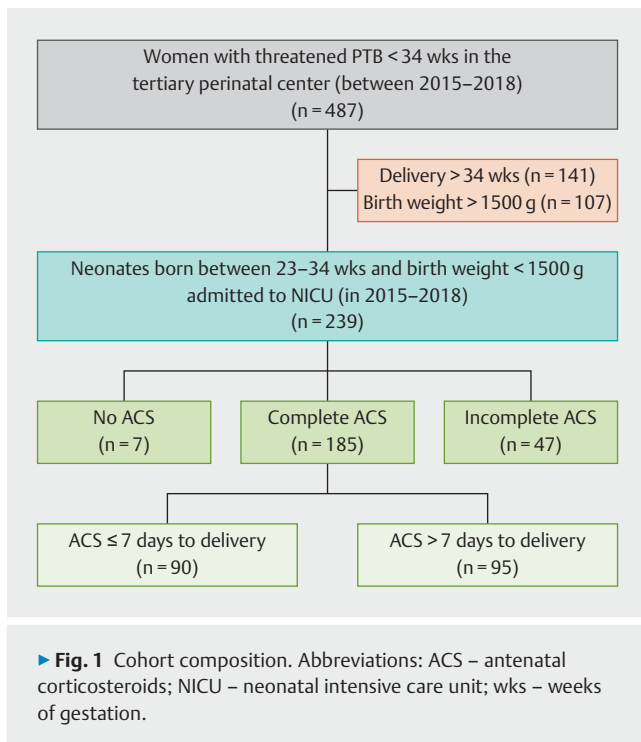 Women with threatened PTB < 34 wks in the
tertiary perinatal center (between 2015–2018)
(n = 487)
Delivery > 34 wks (n = 141)
Birth weight > 1500 g (n = 107)
Neonates born between 23–34 wks and birth weight < 1500 g
admitted to NICU (in 2015–2018)
(n = 239)
No ACS
(n = 7)
Complete ACS
(n = 185)
Incomplete ACS
(n = 47)
ACS ≤ 7 days to delivery
(n = 90)
ACS > 7 days to delivery
(n = 95)
► Fig. 1 Cohort composition. Abbreviations: ACS – antenatal
corticosteroids; NICU – neonatal intensive care unit; wks – weeks
of gestation.